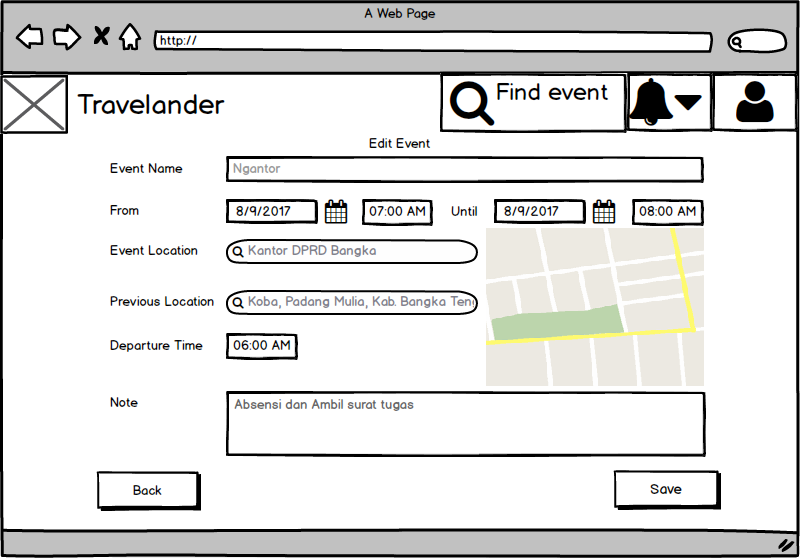 A Web Page
http://
Travelander
Find event
Edit Event
Event Name Ngantor
From 8/9/2017 07:00 AM Until 8/9/2017 08:00 AM
Event Location Kantor DPRD Bangka
Previous Location Koba, Padang Mulia, Kab. Bangka Teng
Departure Time 06:00 AM
Note Absensi dan Ambil surat tugas
Back Save